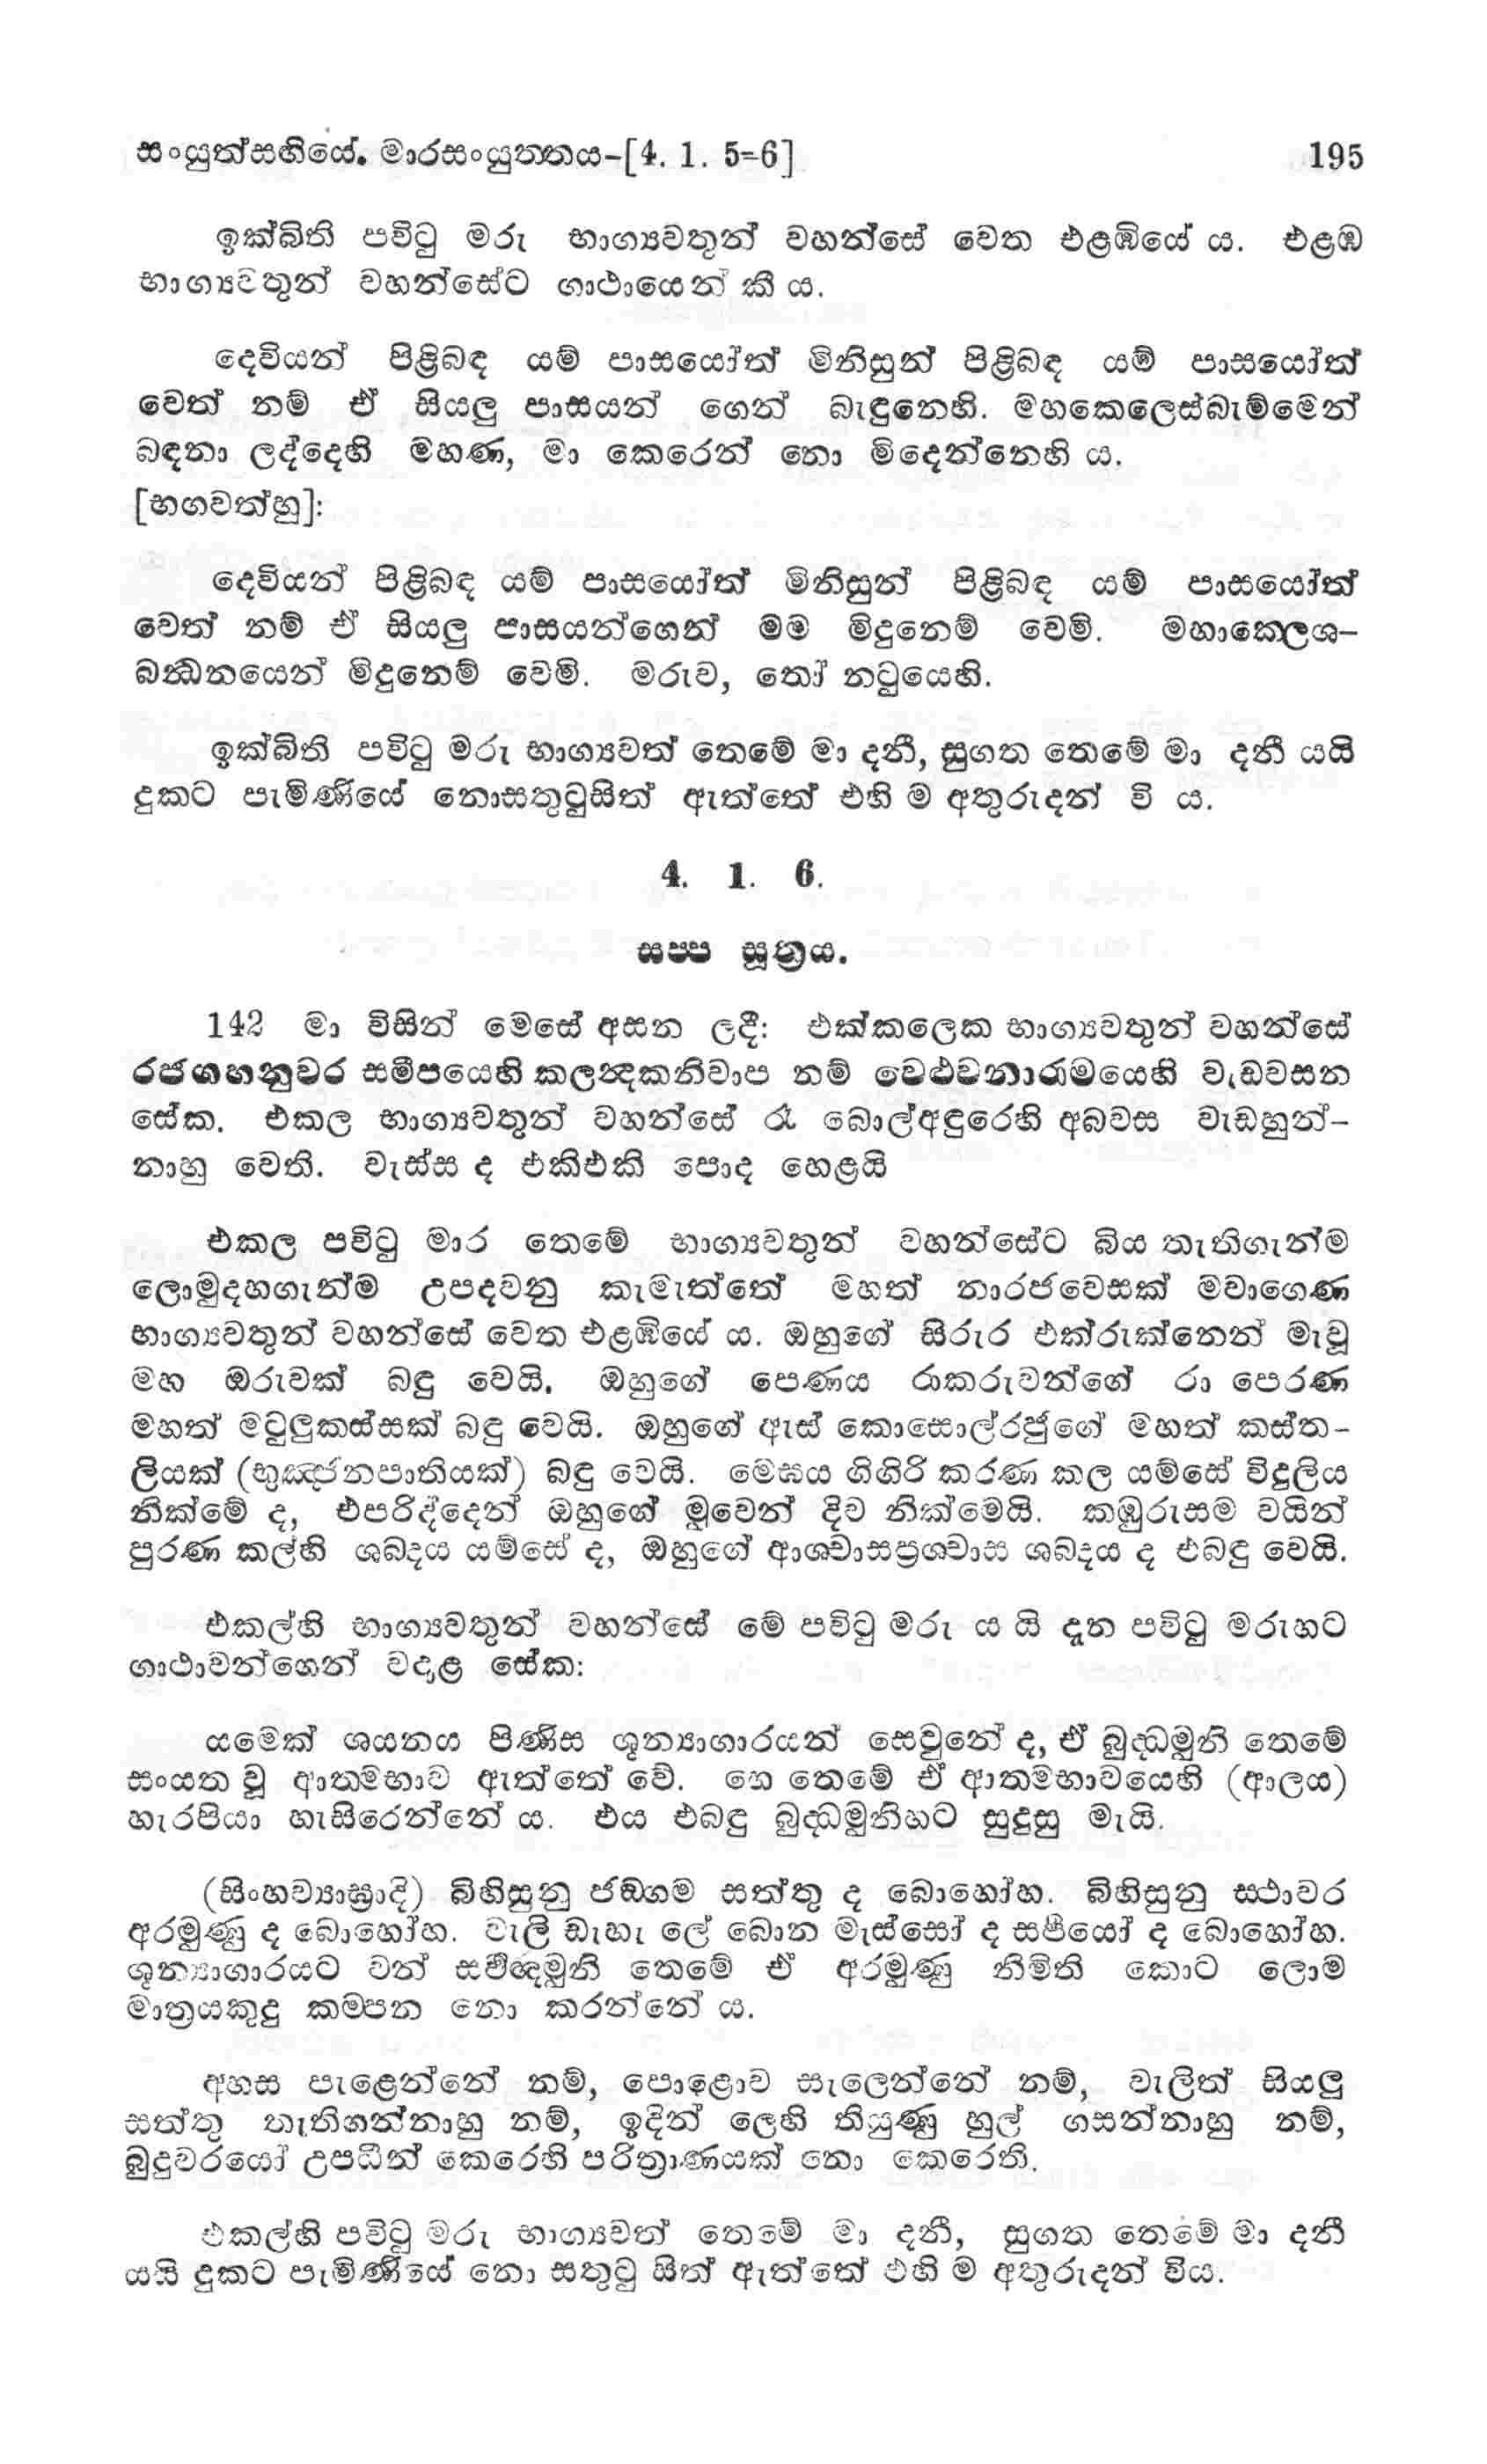 සංයුත්සඟියේ. මාරසංයුත්තය-[4. 1. 5=6] 195
ඉක්බිති පවිටු මරු භාග්‍යවතුන් වහන්සේ වෙත එළඹියේ ය. එළඹ
භාග්‍යවතුන් වහන්සේට ගාථායෙන් කී ය.
දෙවියන් පිළිබඳ යම් පාසයෝත් මිනිසුන් පිළිබඳ යම් පාසයෝත්
වෙත් නම් ඒ සියලු පාසයන් ගෙන් බැඳුනෙහි. මහකෙලෙස්බැම්මෙන්
බඳනා ලද්දෙහි මහණ, මා කෙරෙන් නො මිදෙන්නෙහි ය.
[භගවත්හු]:
දෙවියන් පිළිබඳ යම් පාසයෝත් මිනිසුන් පිළිබඳ යම් පාසයෝත්
වෙත් නම් ඒ සියලු පාසයන්ගෙන් මම මිදුනෙම් වෙමි. මහාක්ලෙශ-
බන්‍ධනයෙන් මිදුනෙම් වෙමි. මරුව, තෝ නටුයෙහි.
ඉක්බිති පවිටු මරු භාග්‍යවත් තෙමේ මා දනී, සුගත තෙමේ මා දනී යයි
දුකට පැමිණියේ නොසතුටුසිත් ඇත්තේ එහි ම අතුරුදන් වි ය.
4. 1. 6.
සප්ප සූත්‍රය.
142 මා විසින් මෙසේ අසන ලදී: එක්කලෙක භාග්‍යවතුන් වහන්සේ
රජගහනුවර සමීපයෙහි කලන්‍දකනිවාප නම් වෙළුවනාරාමයෙහි වැඩවසන
සේක. එකල භාග්‍යවතුන් වහන්සේ රෑ බොල්අඳුරෙහි අබවස වැඩහුන්-
නාහු වෙති. වැස්ස ද එකිඑකි පොද හෙළයි
එකල පවිටු මාර තෙමේ භාග්‍යවතුන් වහන්සේට බිය තැතිගැන්ම
ලොමුදහගැන්ම උපදවනු කැමැත්තේ මහත් නාරජවෙසක් මවාගෙණ
භාග්‍යවතුන් වහන්සේ වෙත එළඹියේ ය. ඔහුගේ සිරුර එක්රුක්නෙන් මැවූ
මහ ඔරුවක් බඳු වෙයි. ඔහුගේ පෙණය රාකරුවන්ගේ රා පෙරණ
මහත් මටුලුකස්සක් බඳු වෙයි. ඔහුගේ ඇස් කොසොල්රජුගේ මහත් කස්ත-
ලියක් (භුඤ්ජනපාතියක්) බඳු වෙයි. මෙඝය ගිගිරි කරණ කල යම්සේ විදුලිය
නික්මේ ද, එපරිද්දෙන් ඔහුගේ මුවෙන් දිව නික්මෙයි. කඹුරුසම වයින්
පුරණ කල්හි ශබ්දය යම්සේ ද, ඔහුගේ ආශ්වාසප්‍රශ්වාස ශබ්දය ද එබඳු වෙයි.
එකල්හි භාග්‍යවතුන් වහන්සේ මේ පවිටු මරු ය යි දැන පවිටු මරුහට
ගාථාවන්ගෙන් වදාළ සේක:
යමෙක් ශයනය පිණිස ශුන්‍යාගාරයන් සෙවුනේ ද, ඒ බුද්ධමුනි තෙමේ
සංයත වූ ආත්මභාව ඇත්තේ වේ. හෙ තෙමේ ඒ ආත්මභාවයෙහි (ආලය)
හැරපියා හැසිරෙන්නේ ය. එය එබඳු බුද්ධමුනිහට සුදුසු මැයි.
(සිංහව්‍යාඝ්‍රාදි) බිහිසුනු ජඞ්ගම සත්තු ද බොහෝහ. බිහිසුනු ස්ථාවර
අරමුණු ද බොහෝහ. වැලි ඩැහැ ලේ බොන මැස්සෝ ද සර්පයෝ ද බොහෝහ.
ශුන්‍යාගාරයට වන් සර්වඥමුනි තෙමේ ඒ අරමුණු නිමිති කොට ලොම
මාත්‍රයකුදු කම්පන නො කරන්නේ ය.
අහස පැළෙන්නේ නම්, පොළොව සැලෙන්නේ නම්, වැලිත් සියලු
සත්තු තැතිගන්නාහු නම්, ඉදින් ලෙහි තියුණු හුල් ගසන්නාහු නම්,
බුදුවරයෝ උපධීන් කෙරෙහි පරිත්‍රාණයක් නො කෙරෙති.
එකල්හි පවිටු මරු භාග්‍යවත් තෙමේ මා දනී, සුගත තෙමේ මා දනී
යයි දුකට පැමිණියේ නො සතුටු සිත් ඇත්තේ එහි ම අතුරුදන් විය.